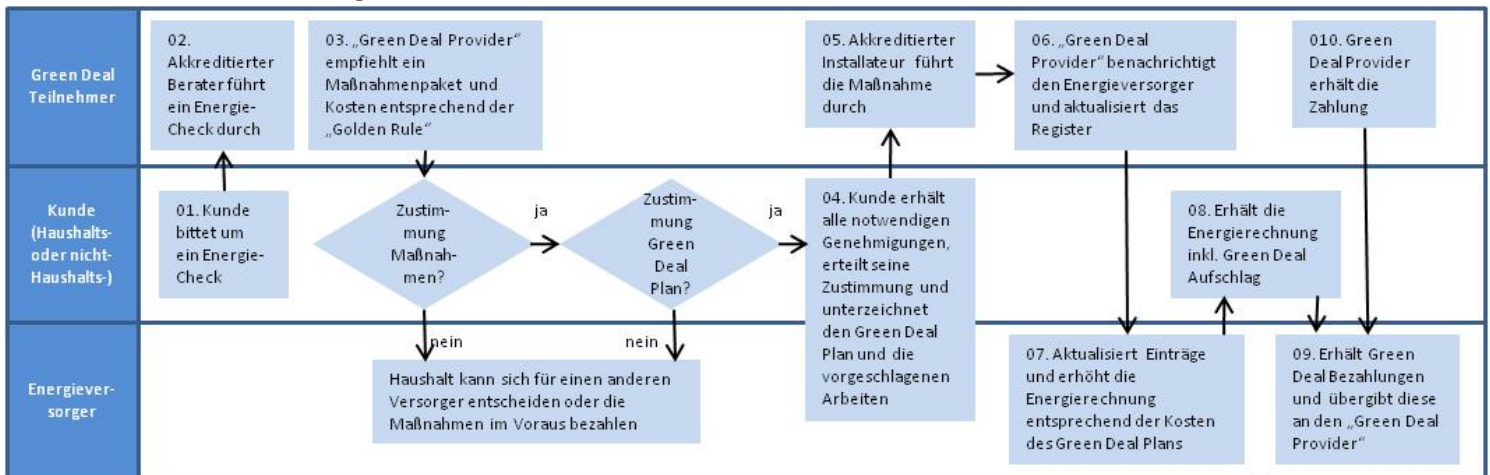 Green Deal
Teilnehmer
02.
Akkreditierter
Berater führt
ein Energie-
Check durch
03. „Green Deal Provider“
empfiehlt ein
Maßnahmenpaket und
Kosten entsprechend der
„Golden Rule“
05. Akkreditierter
Installateur führt
die Maßnahme
durch
06. „Green Deal
Provider“ benachrichtigt
den Energieversorger
und aktualisiert das
Register
010. Green
Deal Provider
erhält die
Zahlung
Kunde
(Haushalts-
oder nicht-
Haushalts-)
01. Kunde
bittet um
ein Energie-
Check
Zustim-
mung
Maßnah-
men?
ja
Zustim-
mung
Green
Deal
Plan?
ja
04. Kunde erhält
alle notwendigen
Genehmigungen,
erteilt seine
Zustimmung und
unterzeichnet
den Green Deal
Plan und die
vorgeschlagenen
Arbeiten
08. Erhält die
Energierechnung
inkl. Green Deal
Aufschlag
Energiever-
sorger
nein
nein
Haushalt kann sich für einen anderen
Versorger entscheiden oder die
Maßnahmen im Voraus bezahlen
07. Aktualisiert Einträge
und erhöht die
Energierechnung
entsprechend der Kosten
des Green Deal Plans
09. Erhält Green
Deal Bezahlungen
und übergibt diese
an den „Green Deal
Provider“